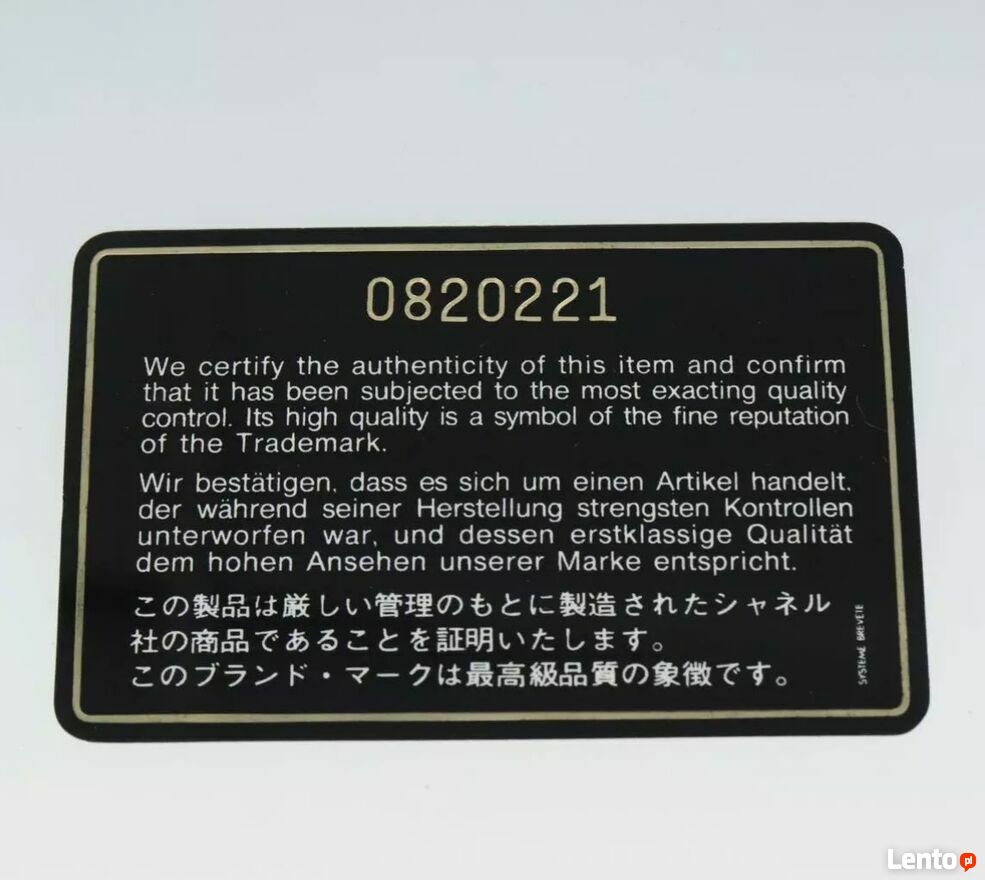 0820221
We certify the authenticity of this item and confirm
that it has been subjected to the most exacting quality
control. Its high quality is a symbol of the fine reputation
of the Trademark.
Wir bestätigen, dass es sich um einen Artikel handelt,
der während seiner Herstellung strengsten Kontrollen
unterworfen war, und dessen erstklassige Qualität
dem hohen Ansehen unserer Marke entspricht.
この製品は厳しい管理のもとに製造されたシャネル
社の商品であることを証明いたします。
このブランド・マークは最高級品質の象徴です。
SYSTEME BREVETE
Lento pl